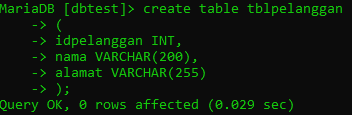 MariaDB [dbtest]> create table tblpelanggan
    -> (
    -> idpelanggan INT,
    -> nama VARCHAR(200),
    -> alamat VARCHAR(255)
    -> );
Query OK, 0 rows affected (0.029 sec)